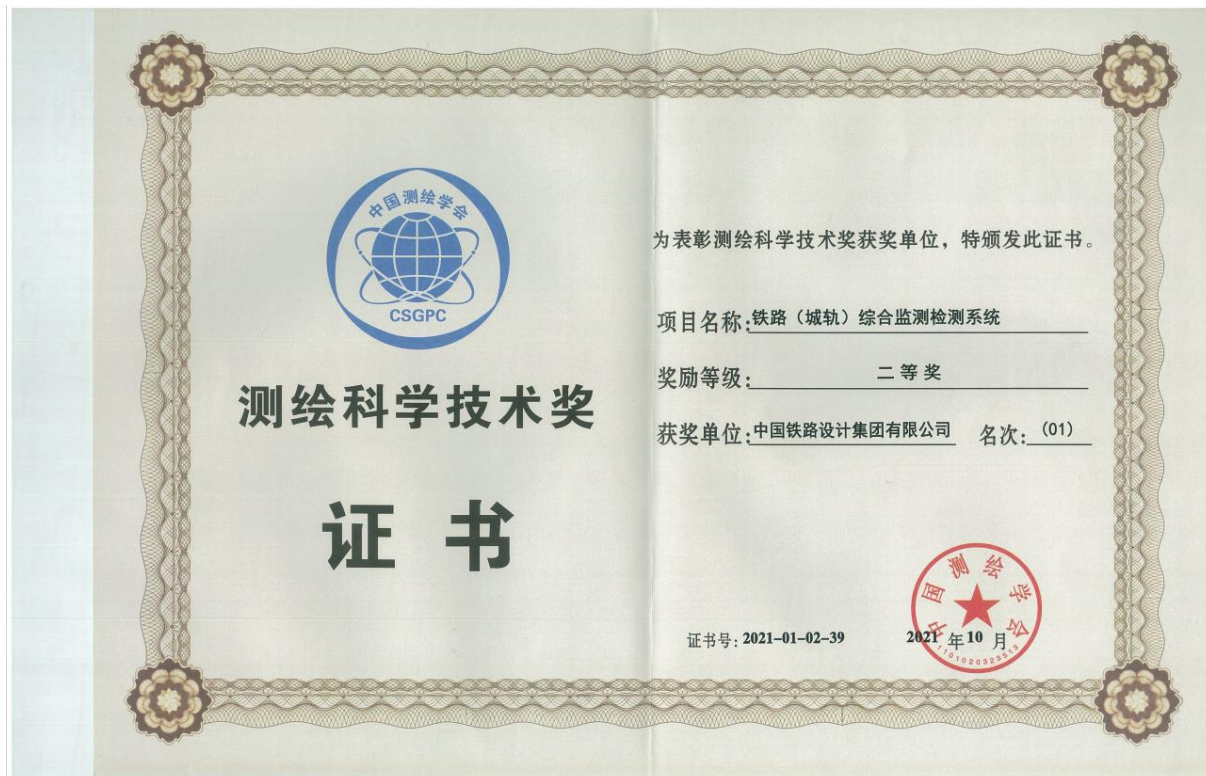 中国测绘学会
CSGPC
测绘科学技术奖
证书
为表彰测绘科学技术奖获奖单位，特颁发此证书。
项目名称:铁路（城轨）综合监测检测系统
奖励等级: 二等奖
获奖单位:中国铁路设计集团有限公司 名次: (01)
中国测绘学会
证书号: 2021-01-02-39 2021 年 10 月
1101020323513